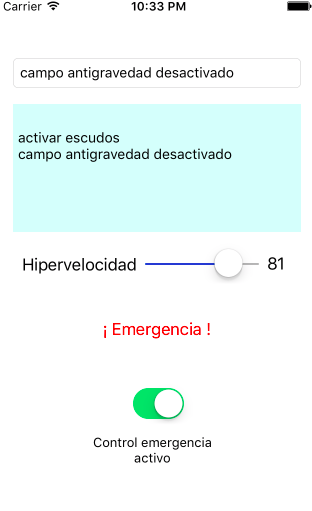 Carrier 10:33 PM
campo antigravedad desactivado
activar escudos
campo antigravedad desactivado
Hipervelocidad 81
¡ Emergencia !
Control emergencia
activo